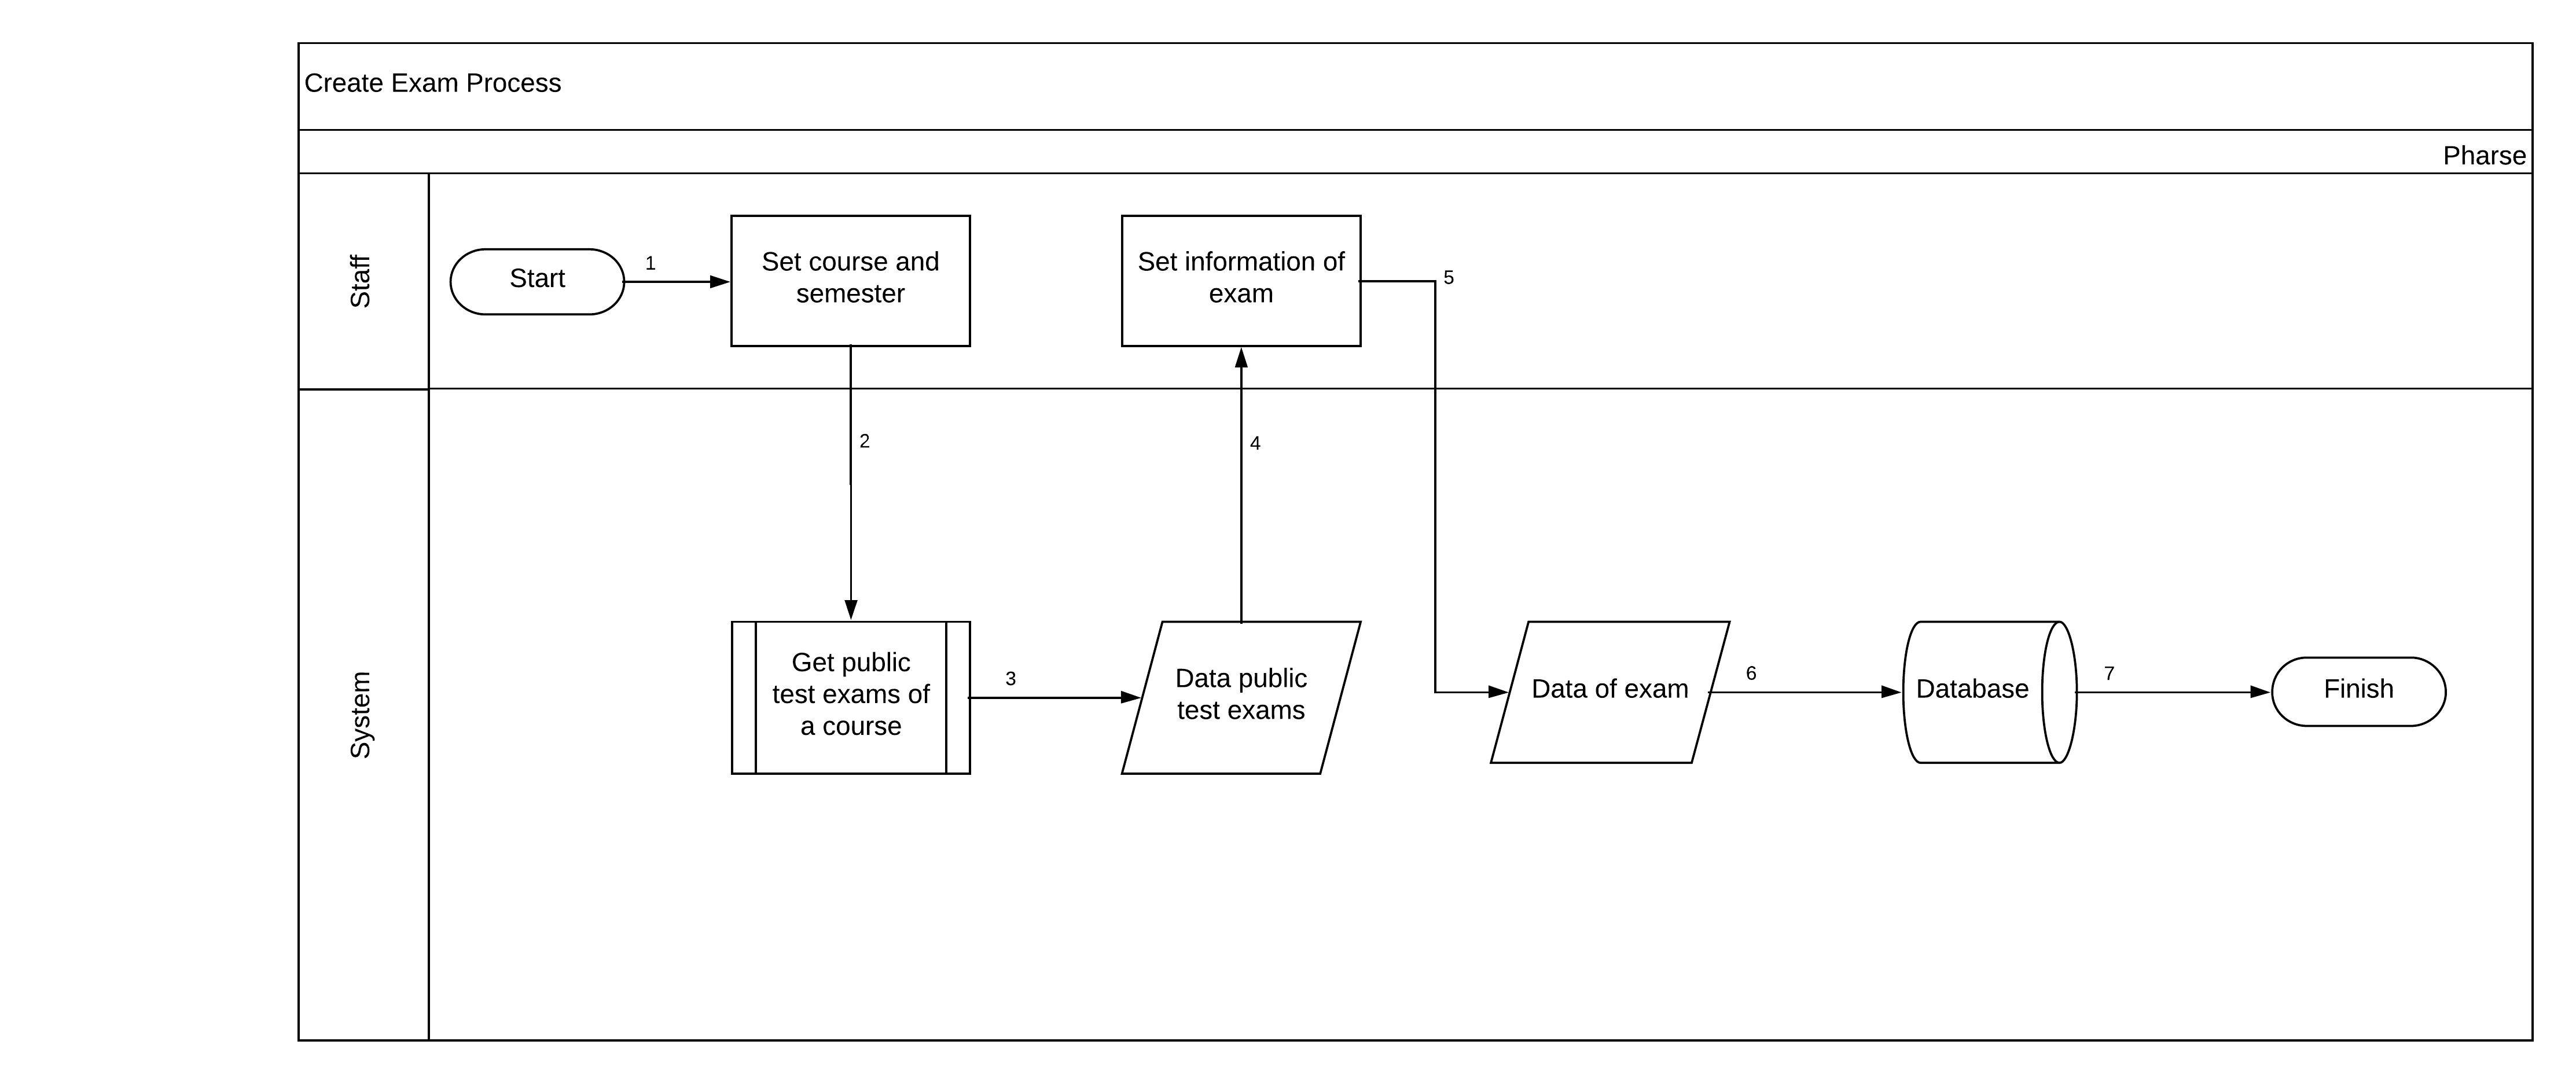 Create Exam Process
Pharse
Staff
Start
1
Set course and
semester
Set information of
exam
5
2
4
System
Get public
test exams of
a course
3
Data public
test exams
Data of exam
6
Database
7
Finish